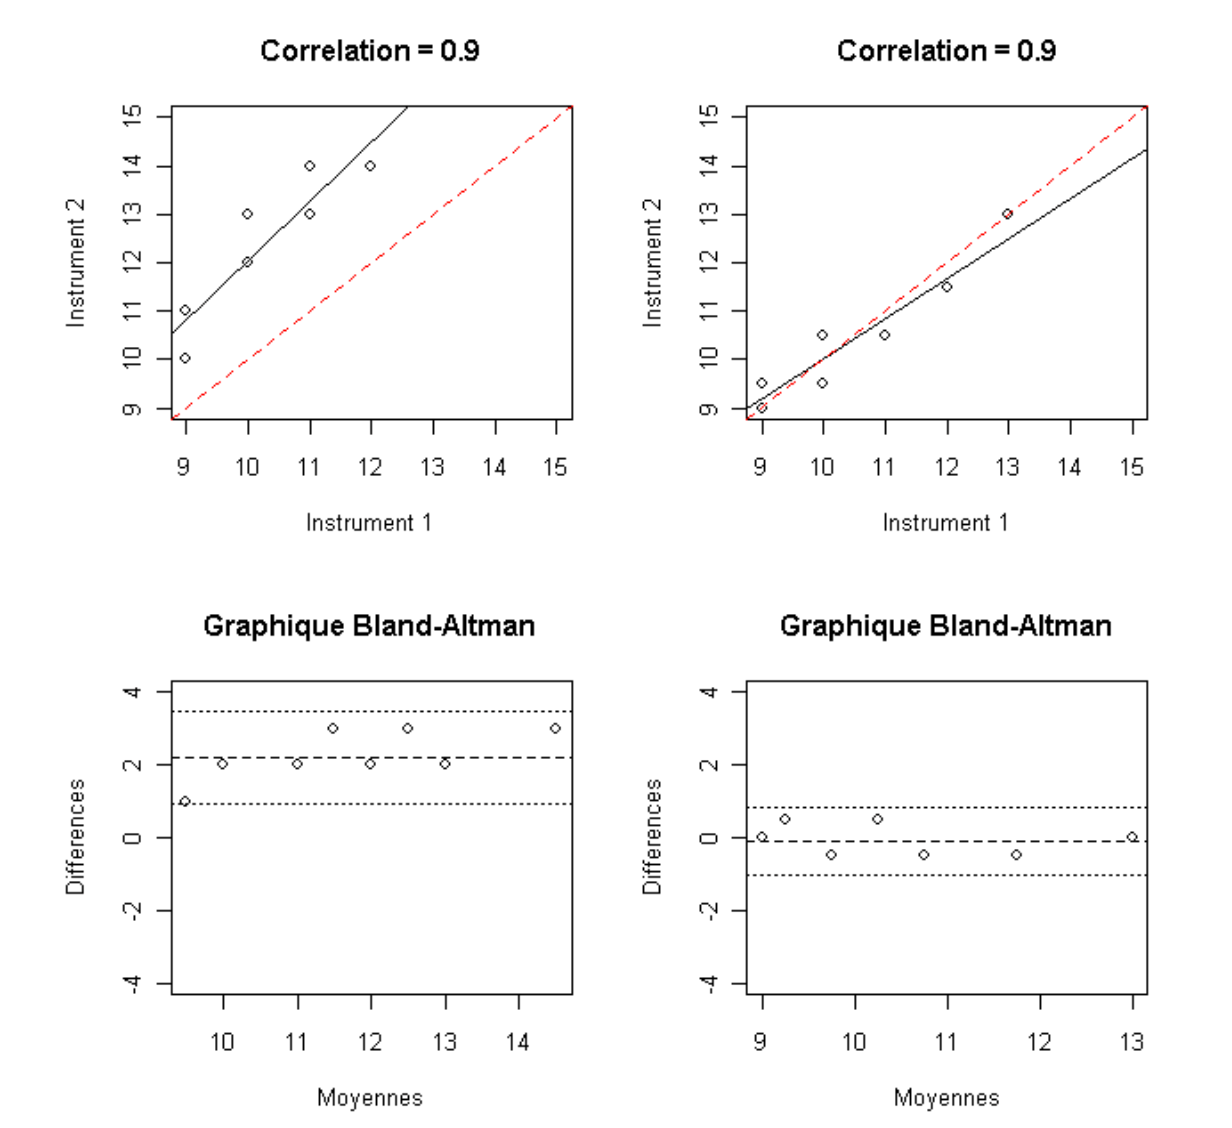 Correlation = 0.9
Instrument 2
15
14
13
12
11
10
9
9 10 11 12 13 14 15
Instrument 1
Correlation = 0.9
Instrument 2
15
14
13
12
11
10
9
9 10 11 12 13 14 15
Instrument 1
Graphique Bland-Altman
Differences
4
2
0
-2
-4
10 11 12 13 14
Moyennes
Graphique Bland-Altman
Differences
4
2
0
-2
-4
9 10 11 12 13
Moyennes